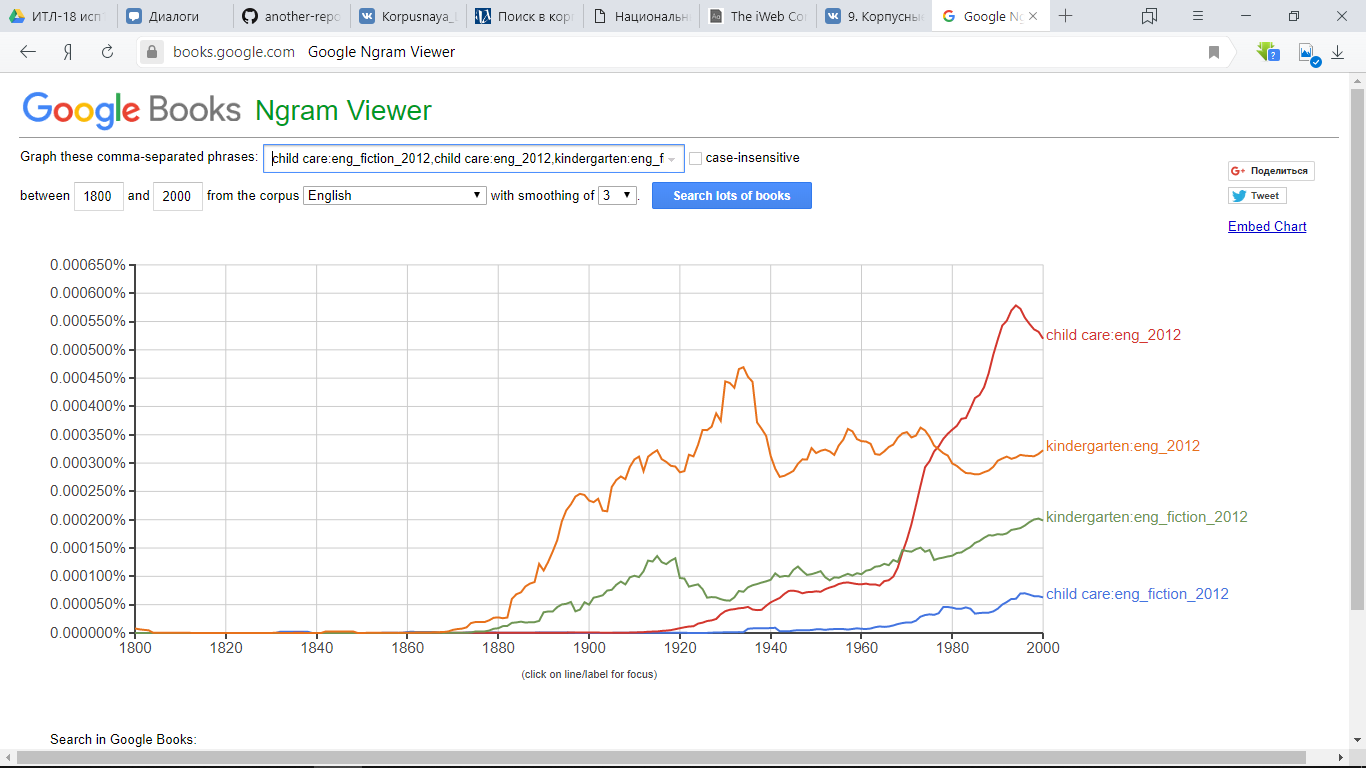 ИТЛ-18 исп
Диалоги
another-repo
Korpusnaya_L
Поиск в корп
Национальн
The iWeb Cor
9. Корпусны
Google Ng
Я
books.google.com Google Ngram Viewer
Google Books Ngram Viewer
Graph these comma-separated phrases: child care:eng_fiction_2012,child care:eng_2012,kindergarten:eng_f case-insensitive
between 1800 and 2000 from the corpus English with smoothing of 3 . Search lots of books
G+ Поделиться
Tweet
Embed Chart
0.000650%
0.000600%
0.000550%
0.000500%
0.000450%
0.000400%
0.000350%
0.000300%
0.000250%
0.000200%
0.000150%
0.000100%
0.000050%
0.000000%
child care:eng_2012
kindergarten:eng_2012
kindergarten:eng_fiction_2012
child care:eng_fiction_2012
1800 1820 1840 1860 1880 1900 1920 1940 1960 1980 2000
(click on line/label for focus)
Search in Google Books: